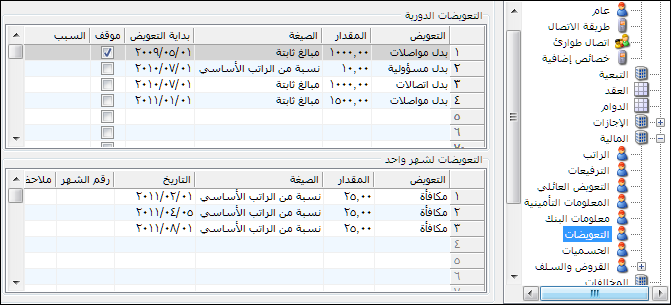 عام
طريقة الاتصال
اتصال طوارئ
خصائص إضافية
التبعية
العقد
الدوام
الإجازات
المالية
الراتب
الترفيعات
التعويض العائلي
المعلومات التأمينية
معلومات البنك
التعويضات
الحسميات
القروض والسلف
المخالفات
التعويضات الدورية
التعويض المقدار الصيغة بداية التعويض موقف السبب
١ بدل مواصلات ١٠٠٠,٠٠ مبالغ ثابتة ٢٠٠٩/٠٥/٠١
٢ بدل مسؤولية ١٠,٠٠ نسبة من الراتب الأساسي ٢٠١٠/٠٧/٠١
٣ بدل اتصالات ١٠٠٠,٠٠ مبالغ ثابتة ٢٠١٠/٠٧/٠١
٤ بدل مواصلات ١٥٠٠,٠٠ مبالغ ثابتة ٢٠١١/٠١/٠١
٥
٦
التعويضات لشهر واحد
التعويض المقدار الصيغة التاريخ رقم الشهر ملاحظ
١ مكافأة ٢٥,٠٠ نسبة من الراتب الأساسي ٢٠١١/٠٢/٠١
٢ مكافأة ٢٥,٠٠ نسبة من الراتب الأساسي ٢٠١١/٠٤/٠٥
٣ مكافأة ٢٥,٠٠ نسبة من الراتب الأساسي ٢٠١١/٠٨/٠١
٤
٥
٦